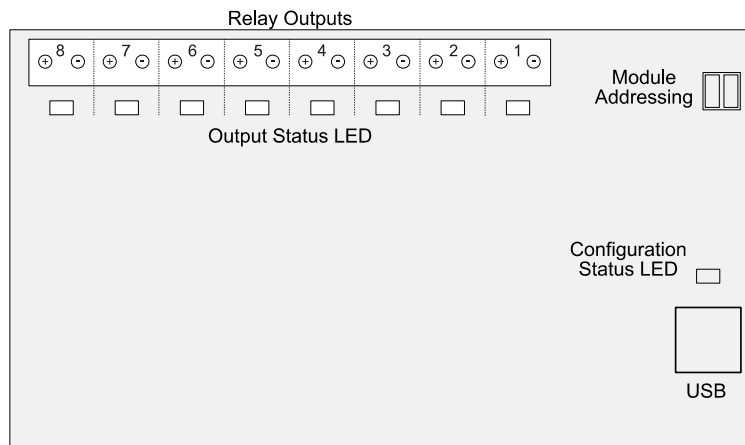 Relay Outputs
8 7 6 5 4 3 2 1
+ - + - + - + - + - + - + - + -
Module
Addressing
Output Status LED
Configuration
Status LED
USB